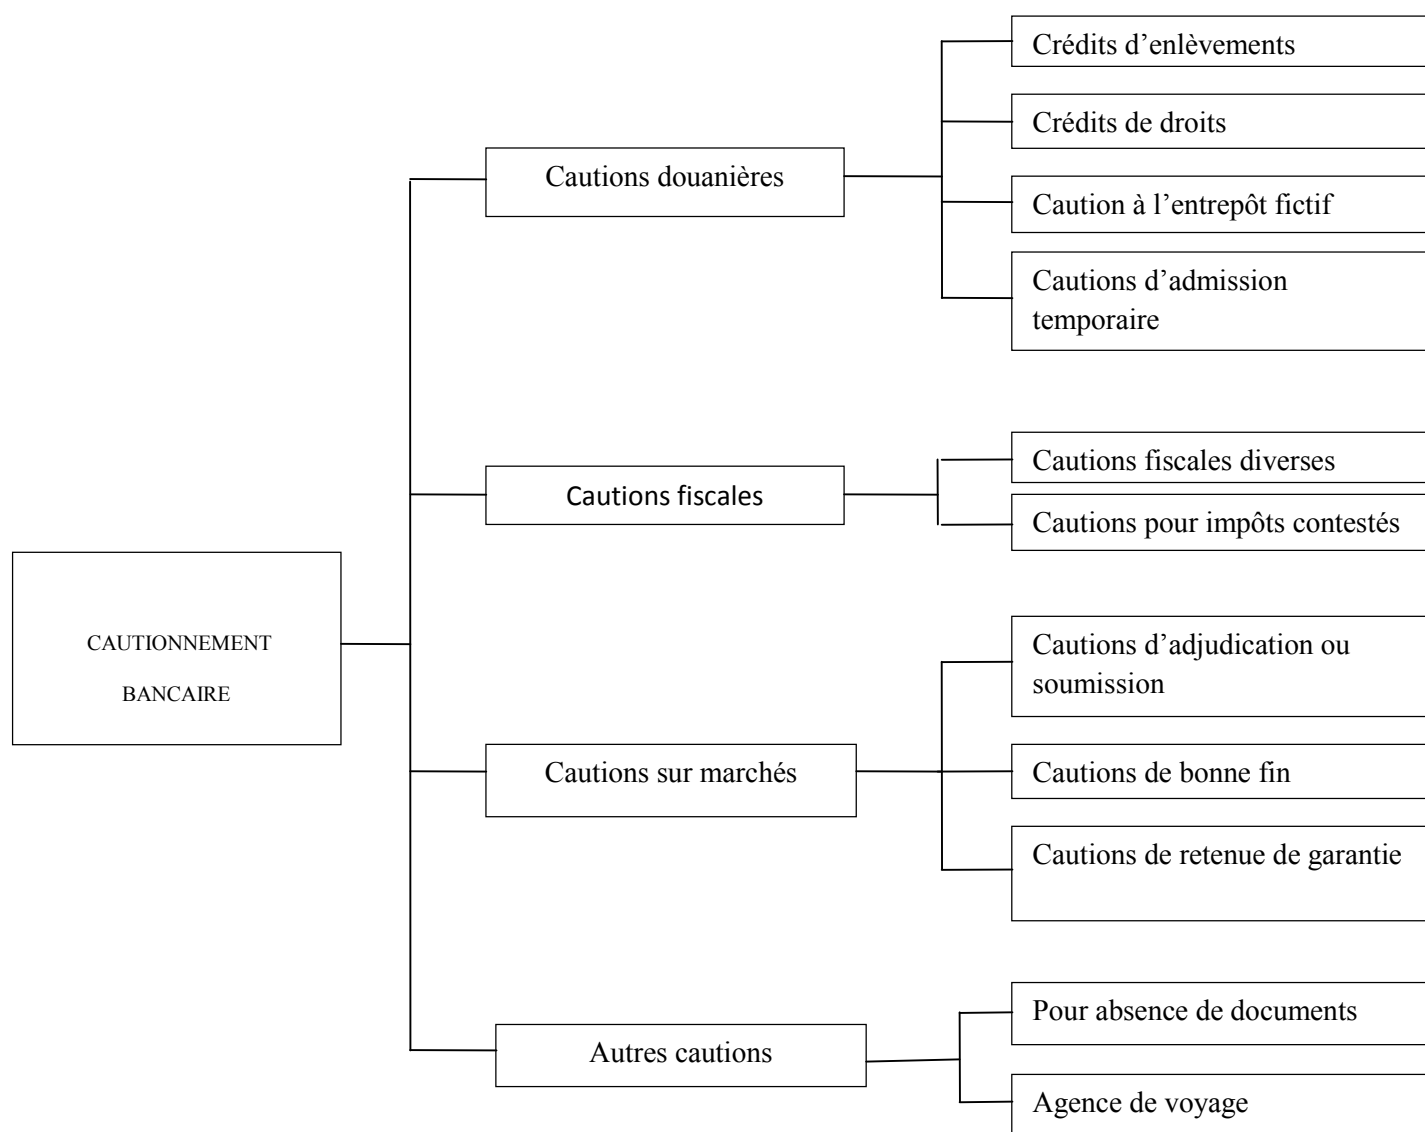 Crédits d’enlèvements
Crédits de droits
Cautions douanières
Caution à l’entrepôt fictif
Cautions d’admission
temporaire
Cautions fiscales diverses
Cautions fiscales
Cautions pour impôts contestés
CAUTIONNEMENT
BANCAIRE
Cautions d’adjudication ou
soumission
Cautions sur marchés
Cautions de bonne fin
Cautions de retenue de garantie
Pour absence de documents
Autres cautions
Agence de voyage